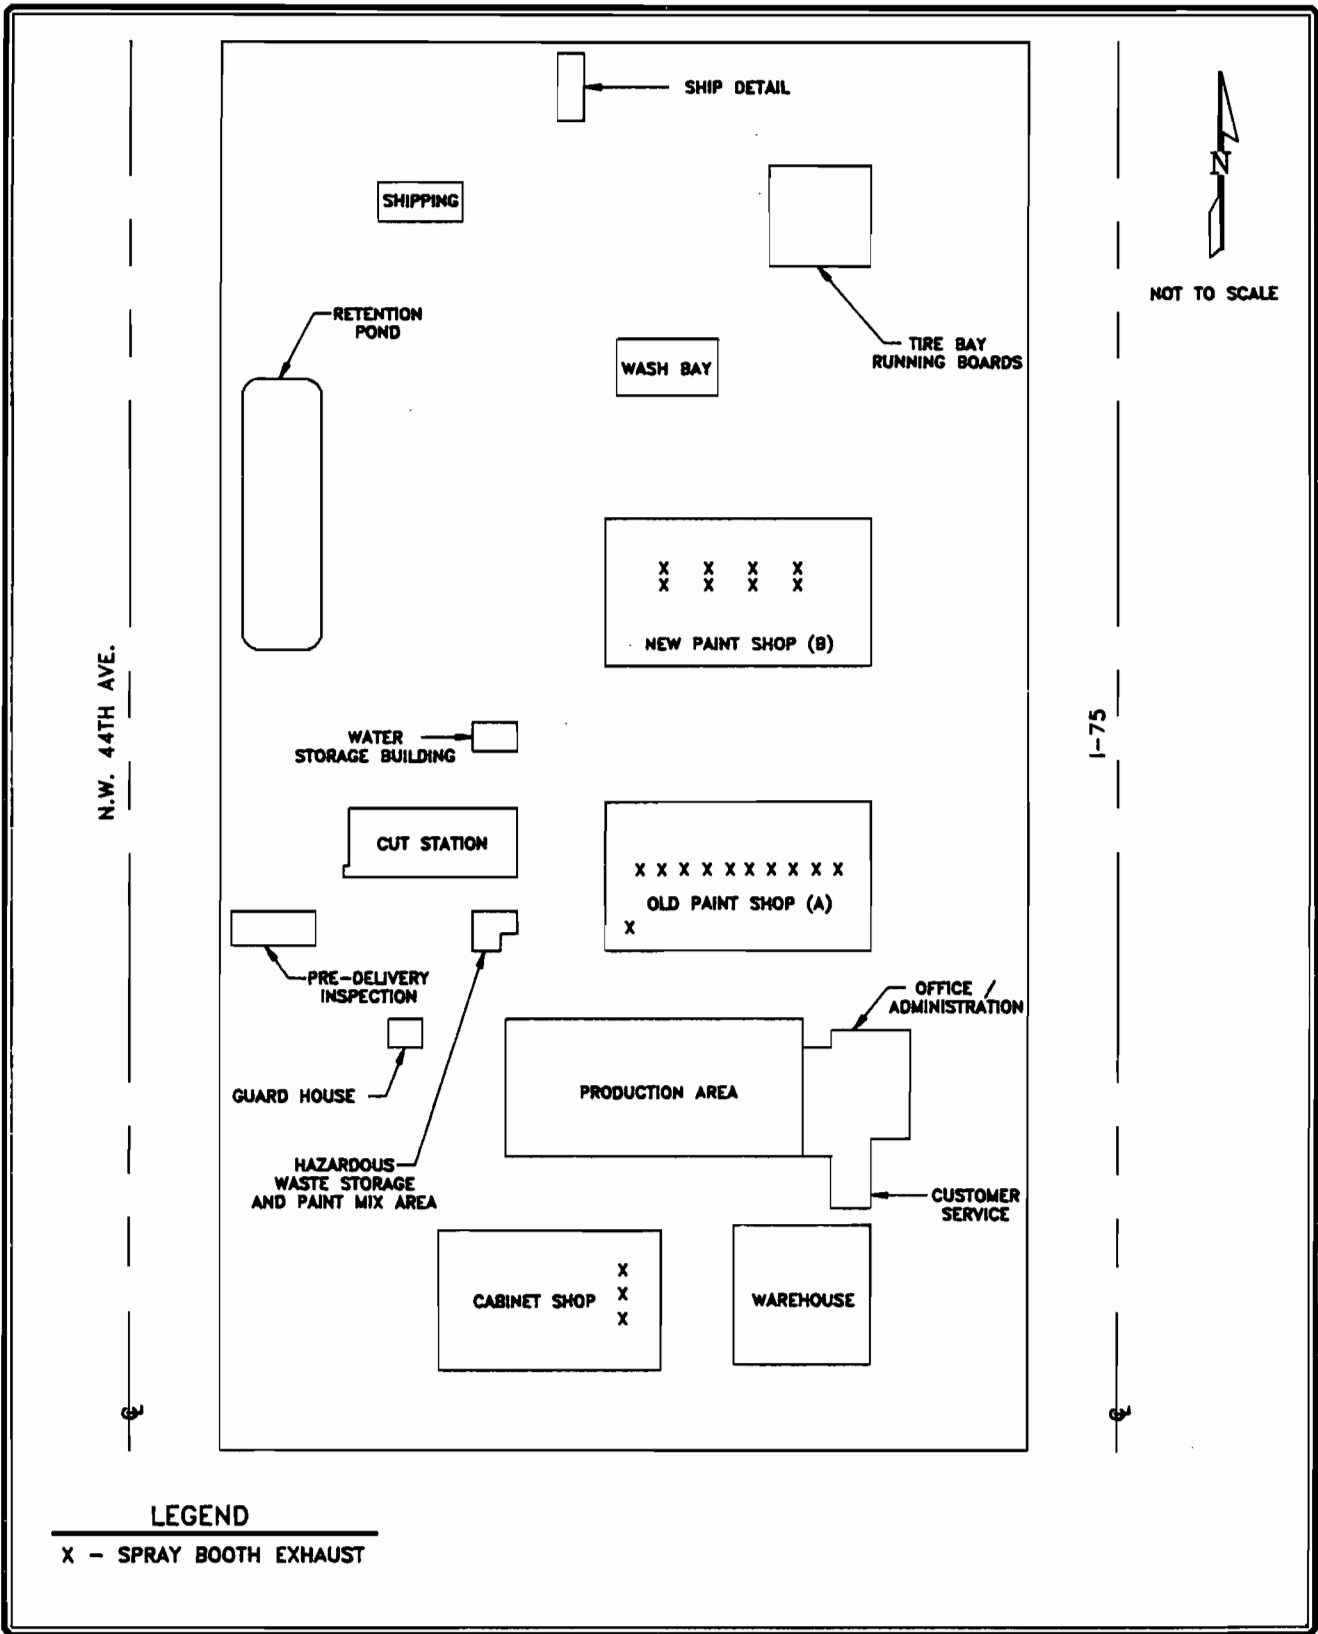 SHIP DETAIL
SHIPPING
N
NOT TO SCALE
RETENTION
POND
TIRE BAY
RUNNING BOARDS
WASH BAY
X X X X
X X X X
NEW PAINT SHOP (B)
N.W. 44TH AVE.
I-75
WATER
STORAGE BUILDING
CUT STATION
X X X X X X X X X X
OLD PAINT SHOP (A)
X
PRE-DELIVERY
INSPECTION
OFFICE /
ADMINISTRATION
GUARD HOUSE
PRODUCTION AREA
HAZARDOUS
WASTE STORAGE
AND PAINT MIX AREA
CUSTOMER
SERVICE
X
CABINET SHOP X
X
WAREHOUSE
℄
℄
LEGEND
X - SPRAY BOOTH EXHAUST